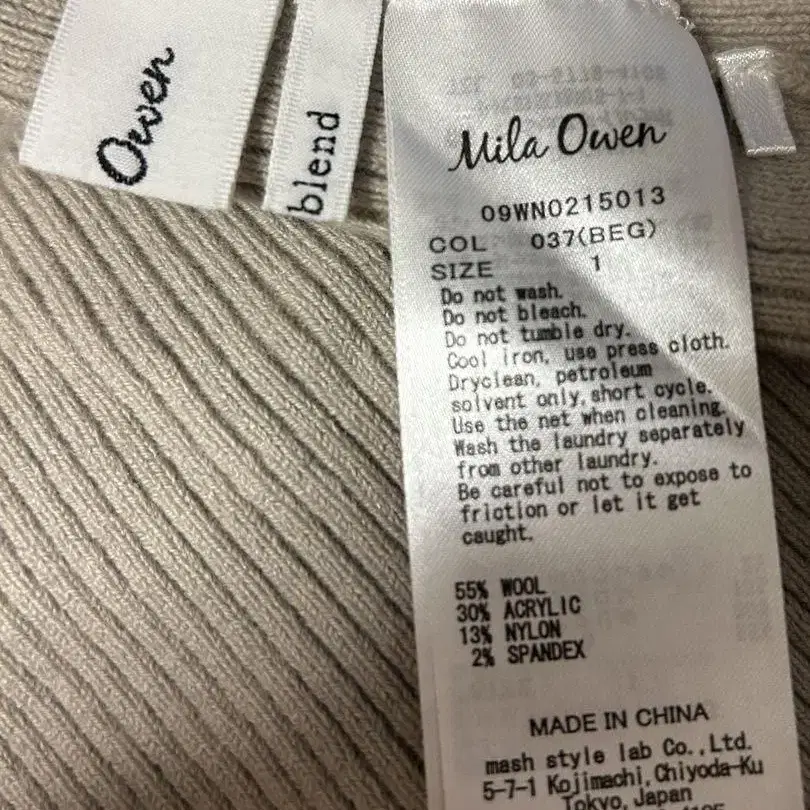 Owen
blend
Mila Owen
09WN0215013
COL 037(BEG)
SIZE 1
Do not wash.
Do not bleach.
Do not tumble dry.
Cool iron, use press cloth.
Dryclean, petroleum
solvent only,short cycle.
Use the net when cleaning.
Wash the laundry separately
from other laundry.
Be careful not to expose to
friction or let it get
caught.
55% WOOL
30% ACRYLIC
13% NYLON
2% SPANDEX
MADE IN CHINA
mash style lab Co.,Ltd.
5-7-1 Kojimachi,Chiyoda-Ku
Tokyo,Japan